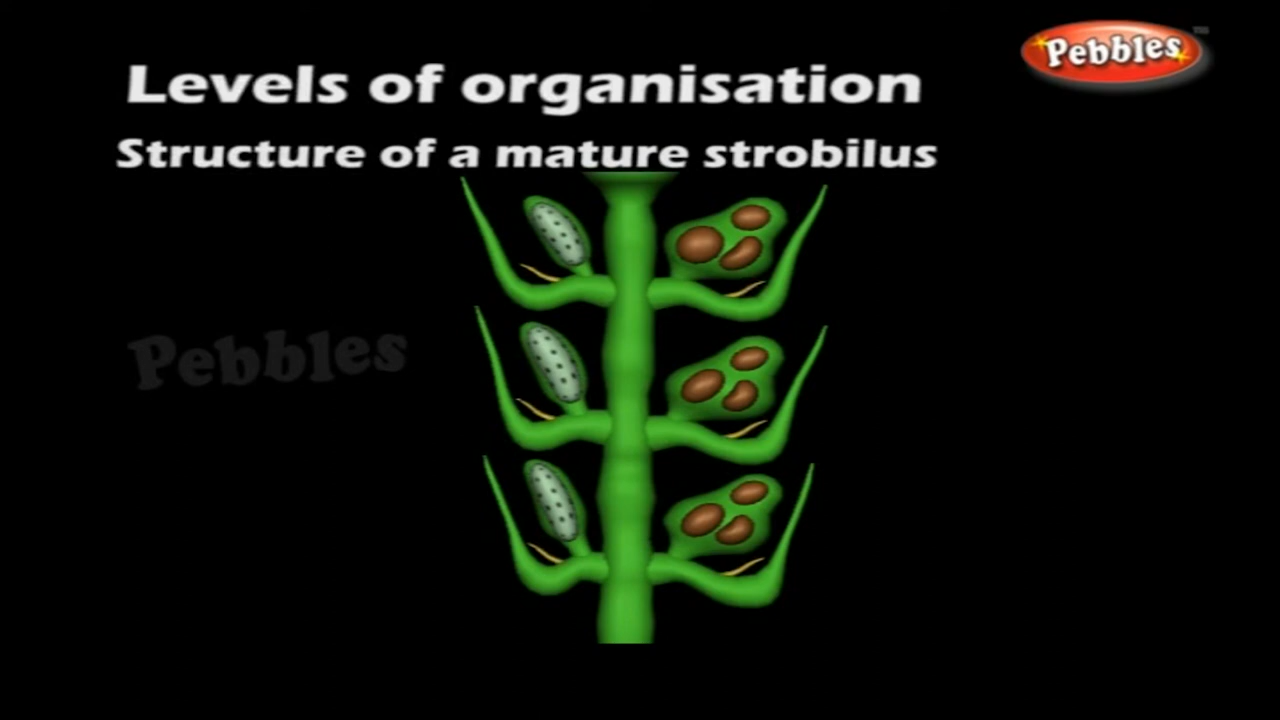 Pebbles
Levels of organisation
Structure of a mature strobilus
Pebbles